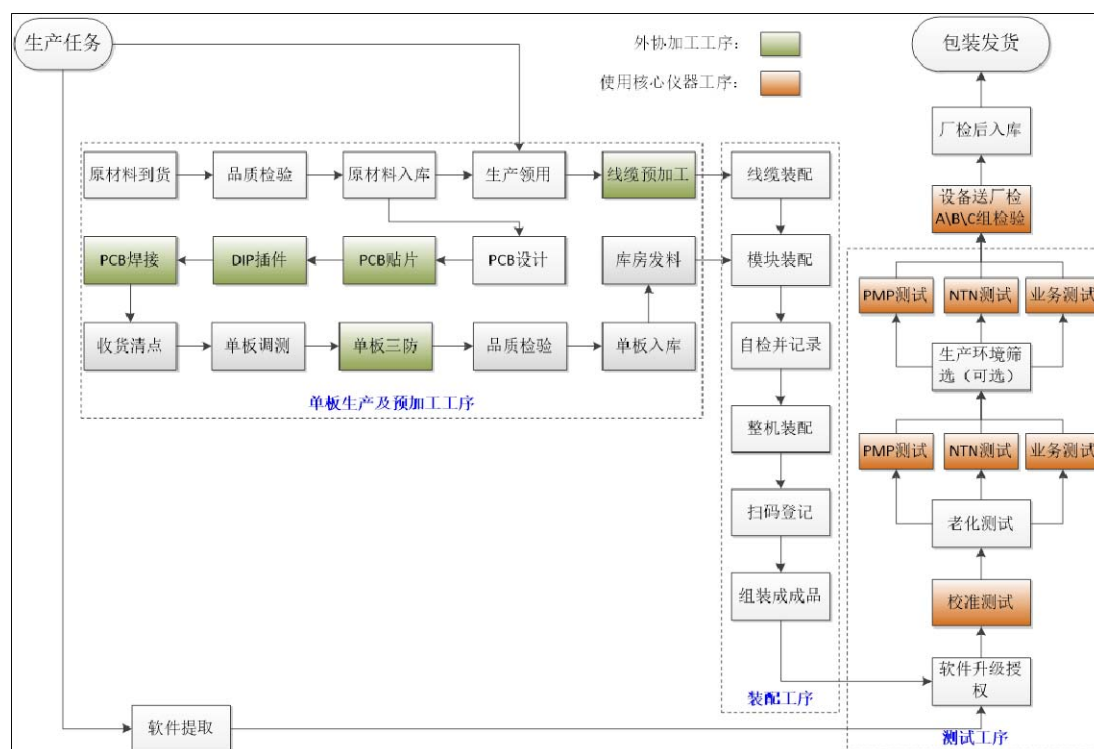 生产任务
外协加工工序：
使用核心仪器工序：
包装发货
厂检后入库
设备送厂检
A\B\C组检验
原材料到货
品质检验
原材料入库
生产领用
线缆预加工
线缆装配
PCB焊接
DIP插件
PCB贴片
PCB设计
库房发料
模块装配
收货清点
单板调测
单板三防
品质检验
单板入库
单板生产及预加工工序
自检并记录
整机装配
扫码登记
组装成成品
装配工序
PMP测试
NTN测试
业务测试
生产环境筛
选（可选）
PMP测试
NTN测试
业务测试
老化测试
校准测试
软件升级授
权
测试工序
软件提取